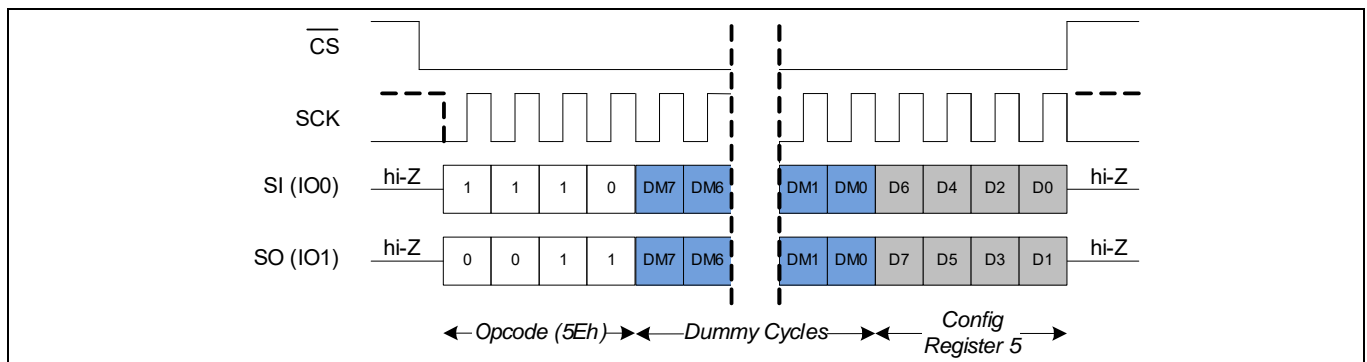 CS
SCK
SI (IO0) hi-Z 1 1 1 0 DM7 DM6 DM1 DM0 D6 D4 D2 D0 hi-Z
SO (IO1) hi-Z 0 0 1 1 DM7 DM6 DM1 DM0 D7 D5 D3 D1 hi-Z
Opcode (5Eh) Dummy Cycles Config
Register 5